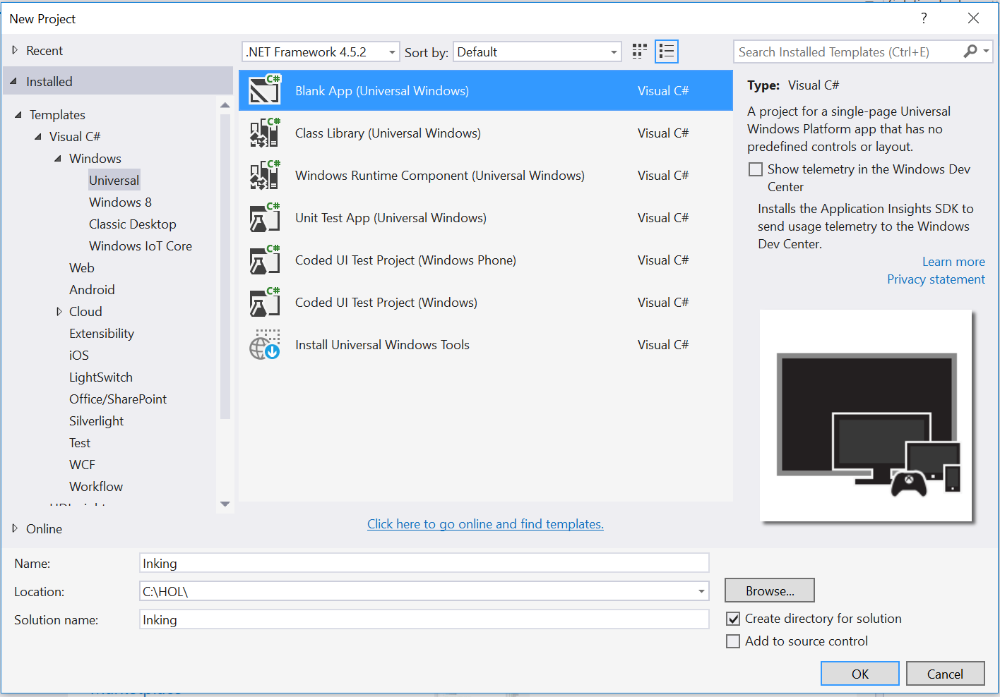 New Project
?
Recent
.NET Framework 4.5.2
Sort by:
Default
Search Installed Templates (Ctrl+E)
Installed
Templates
Visual C#
Windows
Universal
Windows 8
Classic Desktop
Windows IoT Core
Web
Android
Cloud
Extensibility
iOS
LightSwitch
Office/SharePoint
Silverlight
Test
WCF
Workflow
Online
C# Blank App (Universal Windows) Visual C#
C# Class Library (Universal Windows) Visual C#
C# Windows Runtime Component (Universal Windows) Visual C#
C# Unit Test App (Universal Windows) Visual C#
C# Coded UI Test Project (Windows Phone) Visual C#
C# Coded UI Test Project (Windows) Visual C#
Install Universal Windows Tools Visual C#
Click here to go online and find templates.
Type: Visual C#
A project for a single-page Universal
Windows Platform app that has no
predefined controls or layout.
Show telemetry in the Windows Dev
Center
Installs the Application Insights SDK to
send usage telemetry to the Windows
Dev Center.
Learn more
Privacy statement
Name: Inking
Location: C:\HOL\
Browse...
Solution name: Inking
Create directory for solution
Add to source control
OK
Cancel